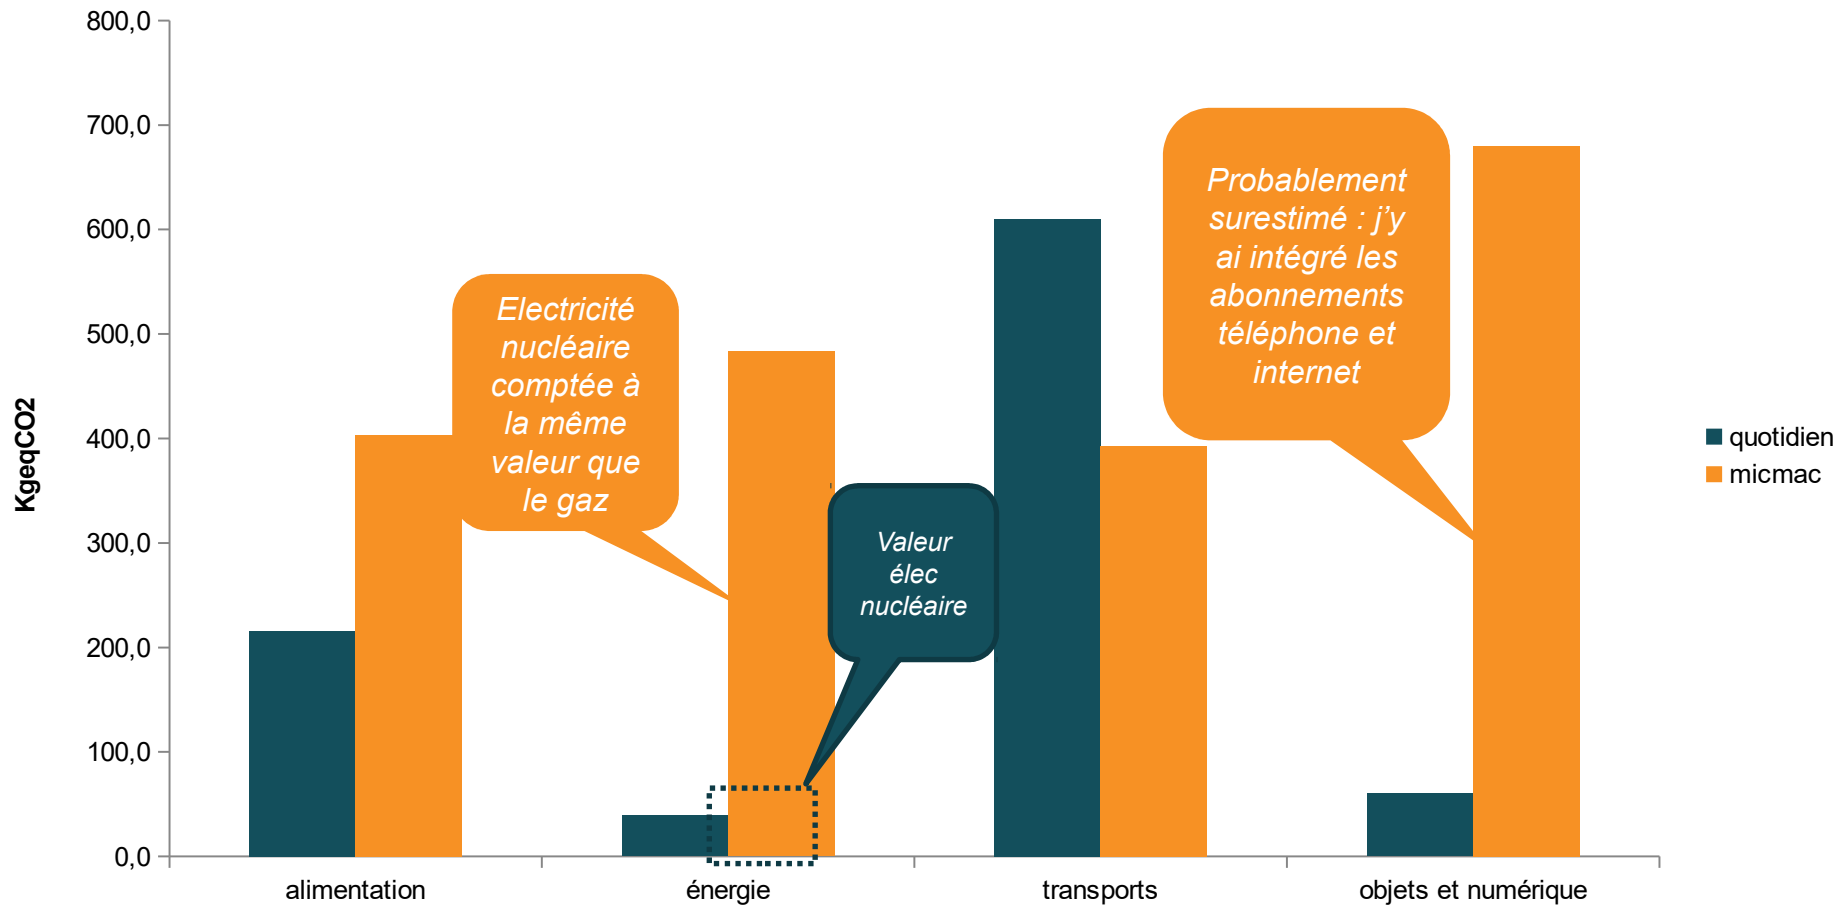 800,0
700,0
600,0
500,0
400,0
300,0
200,0
100,0
0,0
KgeqCO2
Electricité
nucléaire
comptée à
la même
valeur que
le gaz
Valeur
élec
nucléaire
Probablement
surestimé : j’y
ai intégré les
abonnements
téléphone et
internet
quotidien
micmac
alimentation
énergie
transports
objets et numérique